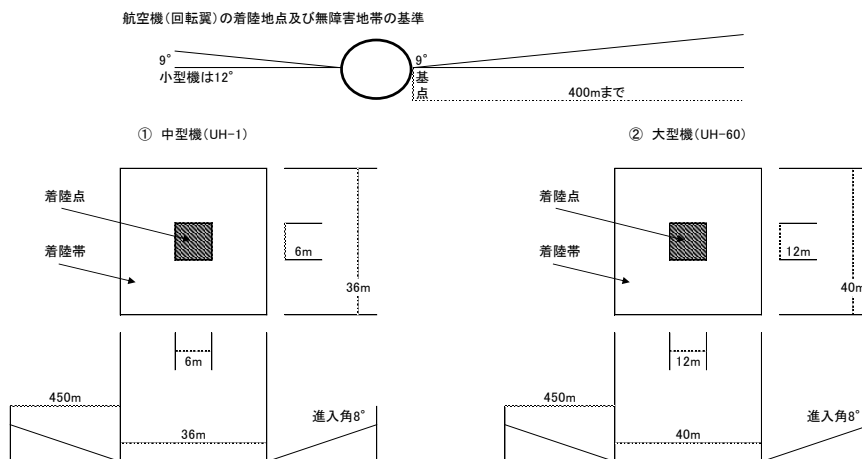 航空機(回転翼)の着陸地点及び無障害地帯の基準
9°
9°
小型機は12°
基
点
400mまで
① 中型機(UH-1)
② 大型機(UH-60)
着陸点
着陸点
着陸帯
6m
着陸帯
12m
36m
40m
6m
12m
450m
進入角8°
450m
進入角8°
36m
40m